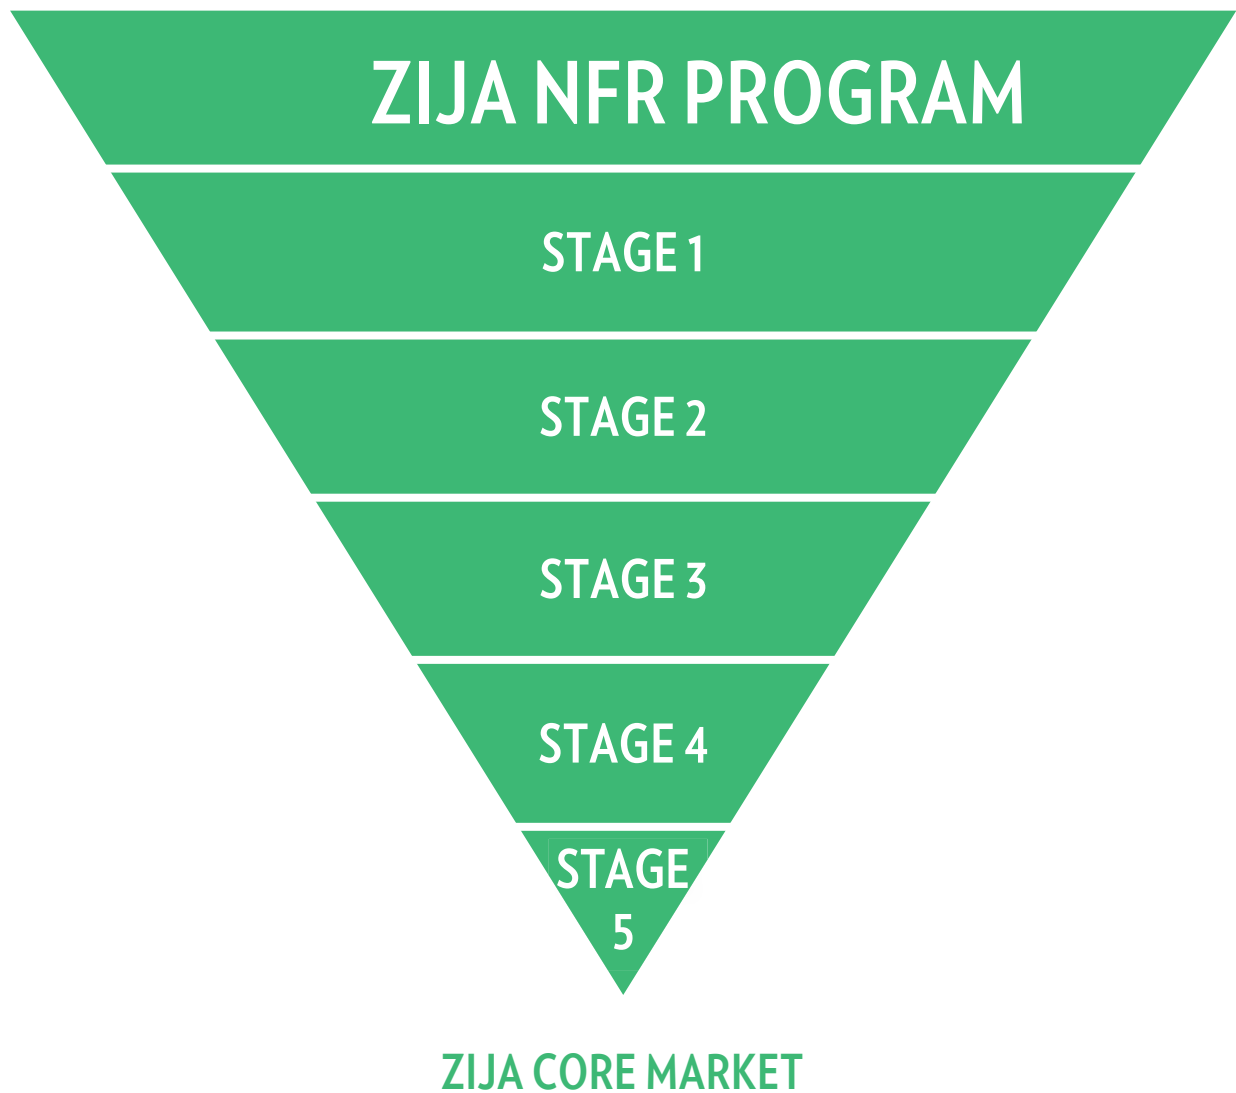 ZIJA NFR PROGRAM
STAGE 1
STAGE 2
STAGE 3
STAGE 4
STAGE
5
ZIJA CORE MARKET